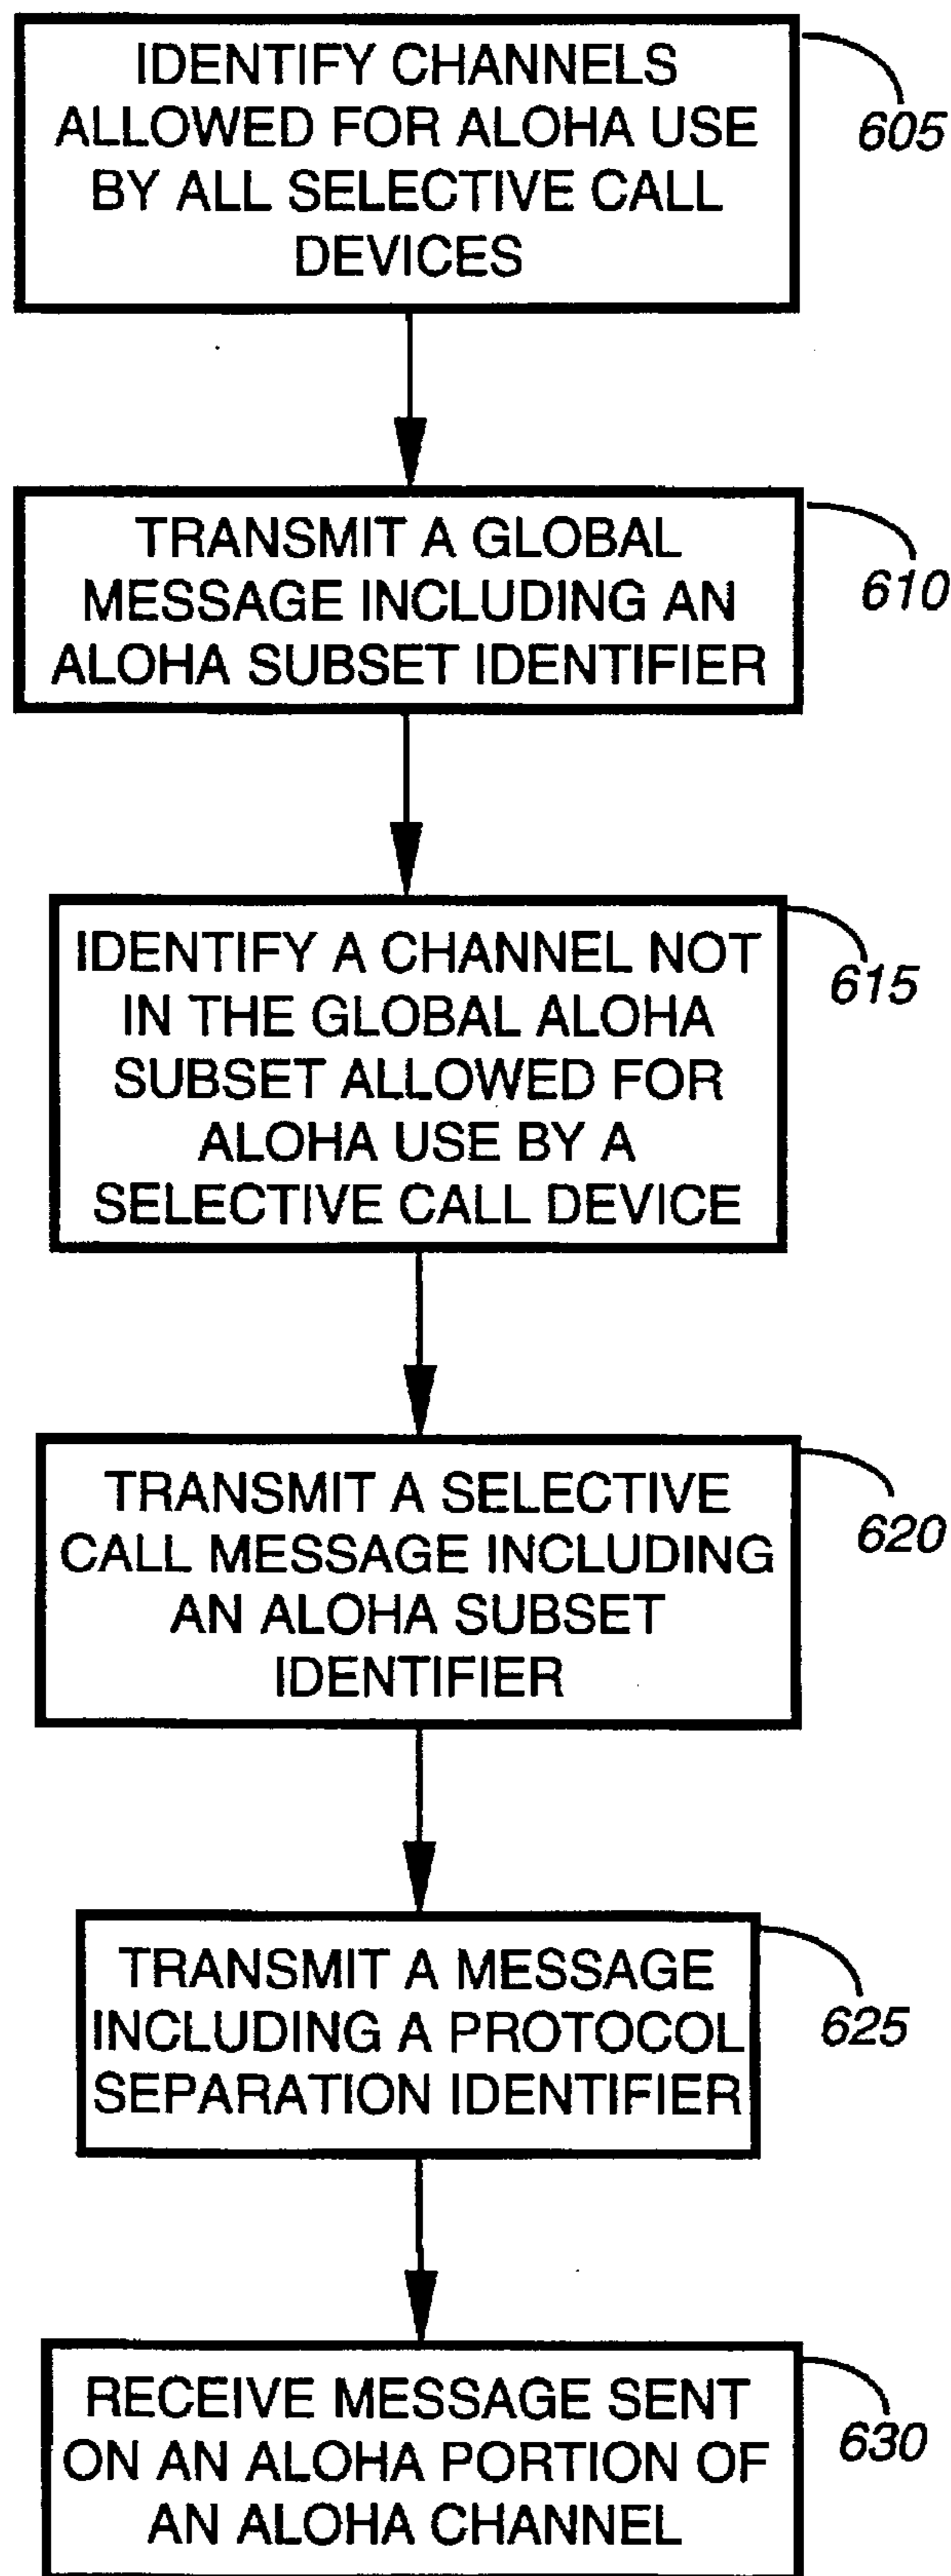 IDENTIFY CHANNELS
ALLOWED FOR ALOHA USE
BY ALL SELECTIVE CALL
DEVICES
605
TRANSMIT A GLOBAL
MESSAGE INCLUDING AN
ALOHA SUBSET IDENTIFIER
610
IDENTIFY A CHANNEL NOT
IN THE GLOBAL ALOHA
SUBSET ALLOWED FOR
ALOHA USE BY A
SELECTIVE CALL DEVICE
615
TRANSMIT A SELECTIVE
CALL MESSAGE INCLUDING
AN ALOHA SUBSET
IDENTIFIER
620
TRANSMIT A MESSAGE
INCLUDING A PROTOCOL
SEPARATION IDENTIFIER
625
RECEIVE MESSAGE SENT
ON AN ALOHA PORTION OF
AN ALOHA CHANNEL
630